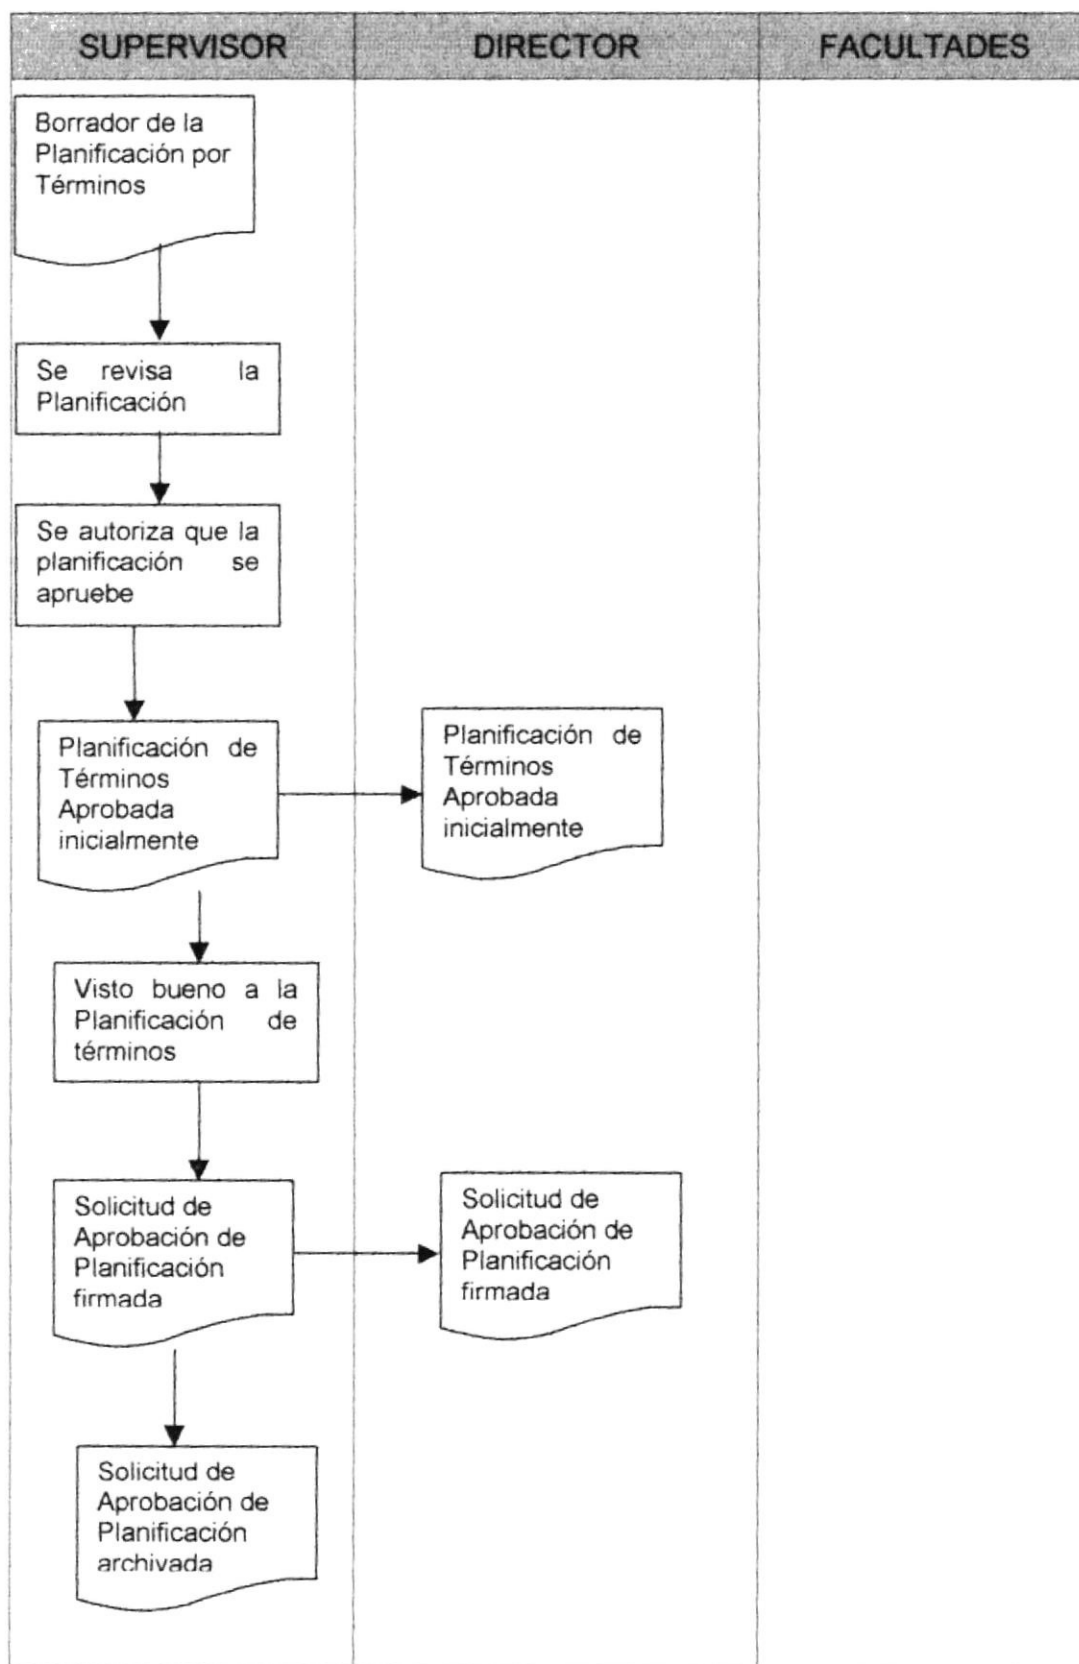 SUPERVISOR DIRECTOR FACULTADES
Borrador de la
Planificación por
Términos
Se revisa la
Planificación
Se autoriza que la
planificación se
apruebe
Planificación de
Términos
Aprobada
inicialmente
Planificación de
Términos
Aprobada
inicialmente
Visto bueno a la
Planificación de
términos
Solicitud de
Aprobación de
Planificación
firmada
Solicitud de
Aprobación de
Planificación
firmada
Solicitud de
Aprobación de
Planificación
archivada